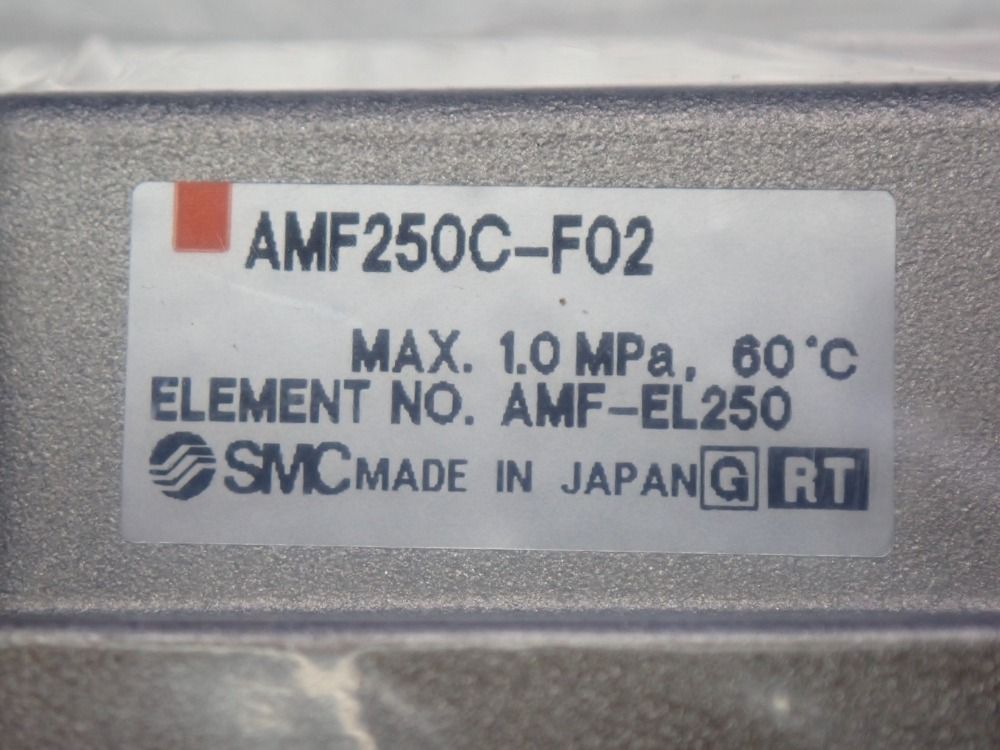 AMF250C-F02
MAX. 1.0 MPa, 60°C
ELEMENT NO. AMF-EL250
SMC MADE IN JAPAN G RT